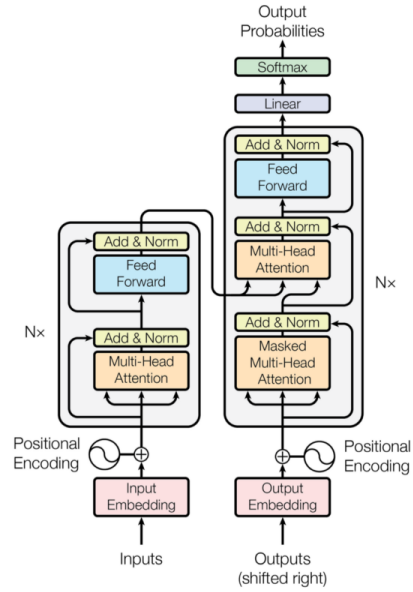 Output
Probabilities
Softmax
Linear
Add & Norm
Feed
Forward
Add & Norm
Multi-Head
Attention
Add & Norm
Masked
Multi-Head
Attention
Nx
Positional
Encoding
Output
Embedding
Outputs
(shifted right)
Add & Norm
Feed
Forward
Add & Norm
Multi-Head
Attention
Nx
Positional
Encoding
Input
Embedding
Inputs